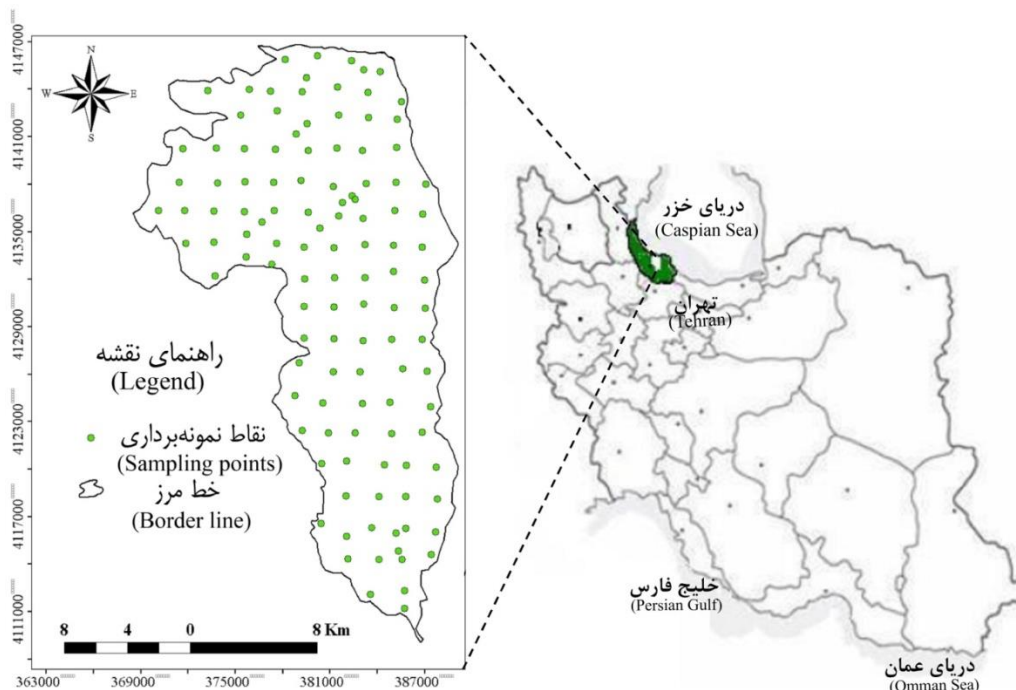 N
W
E
S
4147000
4141000
4135000
4129000
4123000
4117000
4111000
راهنمای نقشه
(Legend)
نقاط نمونه‌برداری
(Sampling points)
خط مرز
(Border line)
8 4 0 8 Km
363000 369000 375000 381000 387000
دریای خزر
(Caspian Sea)
تهران
(Tehran)
خلیج فارس
(Persian Gulf)
دریای عمان
(Omman Sea)